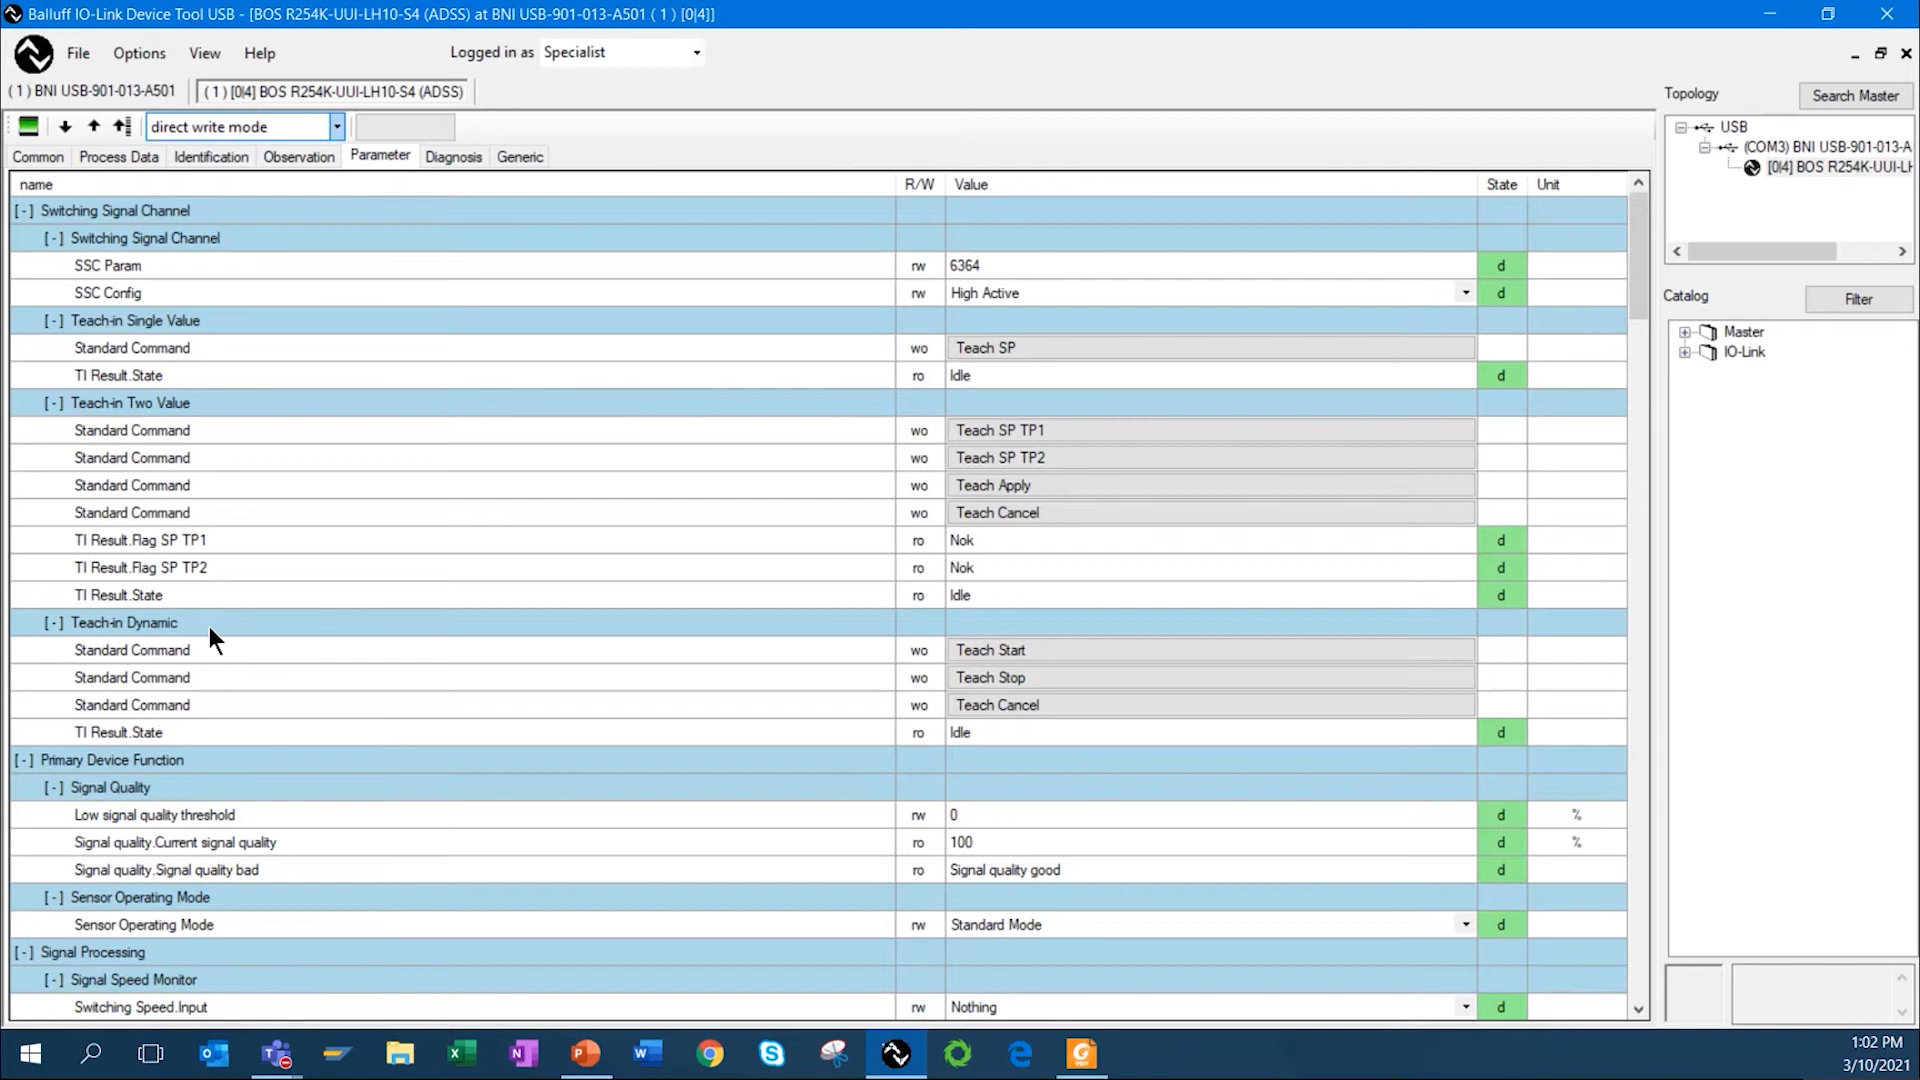 Balluff IO-Link Device Tool USB - [BOS R254K-UUI-LH10-S4 (ADSS) at BNI USB-901-013-A501 ( 1 ) [0|4]]
File Options View Help Logged in as Specialist
( 1 ) BNI USB-901-013-A501 ( 1 ) [0|4] BOS R254K-UUI-LH10-S4 (ADSS)
direct write mode
Common Process Data Identification Observation Parameter Diagnosis Generic
name R/W Value State Unit
[ - ] Switching Signal Channel
[ - ] Switching Signal Channel
SSC Param rw 6364 d
SSC Config rw High Active d
[ - ] Teach-in Single Value
Standard Command wo Teach SP
TI Result.State ro Idle d
[ - ] Teach-in Two Value
Standard Command wo Teach SP TP1
Standard Command wo Teach SP TP2
Standard Command wo Teach Apply
Standard Command wo Teach Cancel
TI Result.Flag SP TP1 ro Nok d
TI Result.Flag SP TP2 ro Nok d
TI Result.State ro Idle d
[ - ] Teach-in Dynamic
Standard Command wo Teach Start
Standard Command wo Teach Stop
Standard Command wo Teach Cancel
TI Result.State ro Idle d
[ - ] Primary Device Function
[ - ] Signal Quality
Low signal quality threshold rw 0 d %
Signal quality.Current signal quality ro 100 d %
Signal quality.Signal quality bad ro Signal quality good d
[ - ] Sensor Operating Mode
Sensor Operating Mode rw Standard Mode d
[ - ] Signal Processing
[ - ] Signal Speed Monitor
Switching Speed.Input rw Nothing d
Topology Search Master
USB
(COM3) BNI USB-901-013-A
[0|4] BOS R254K-UUI-LH
Catalog Filter
Master
IO-Link
1:02 PM
3/10/2021